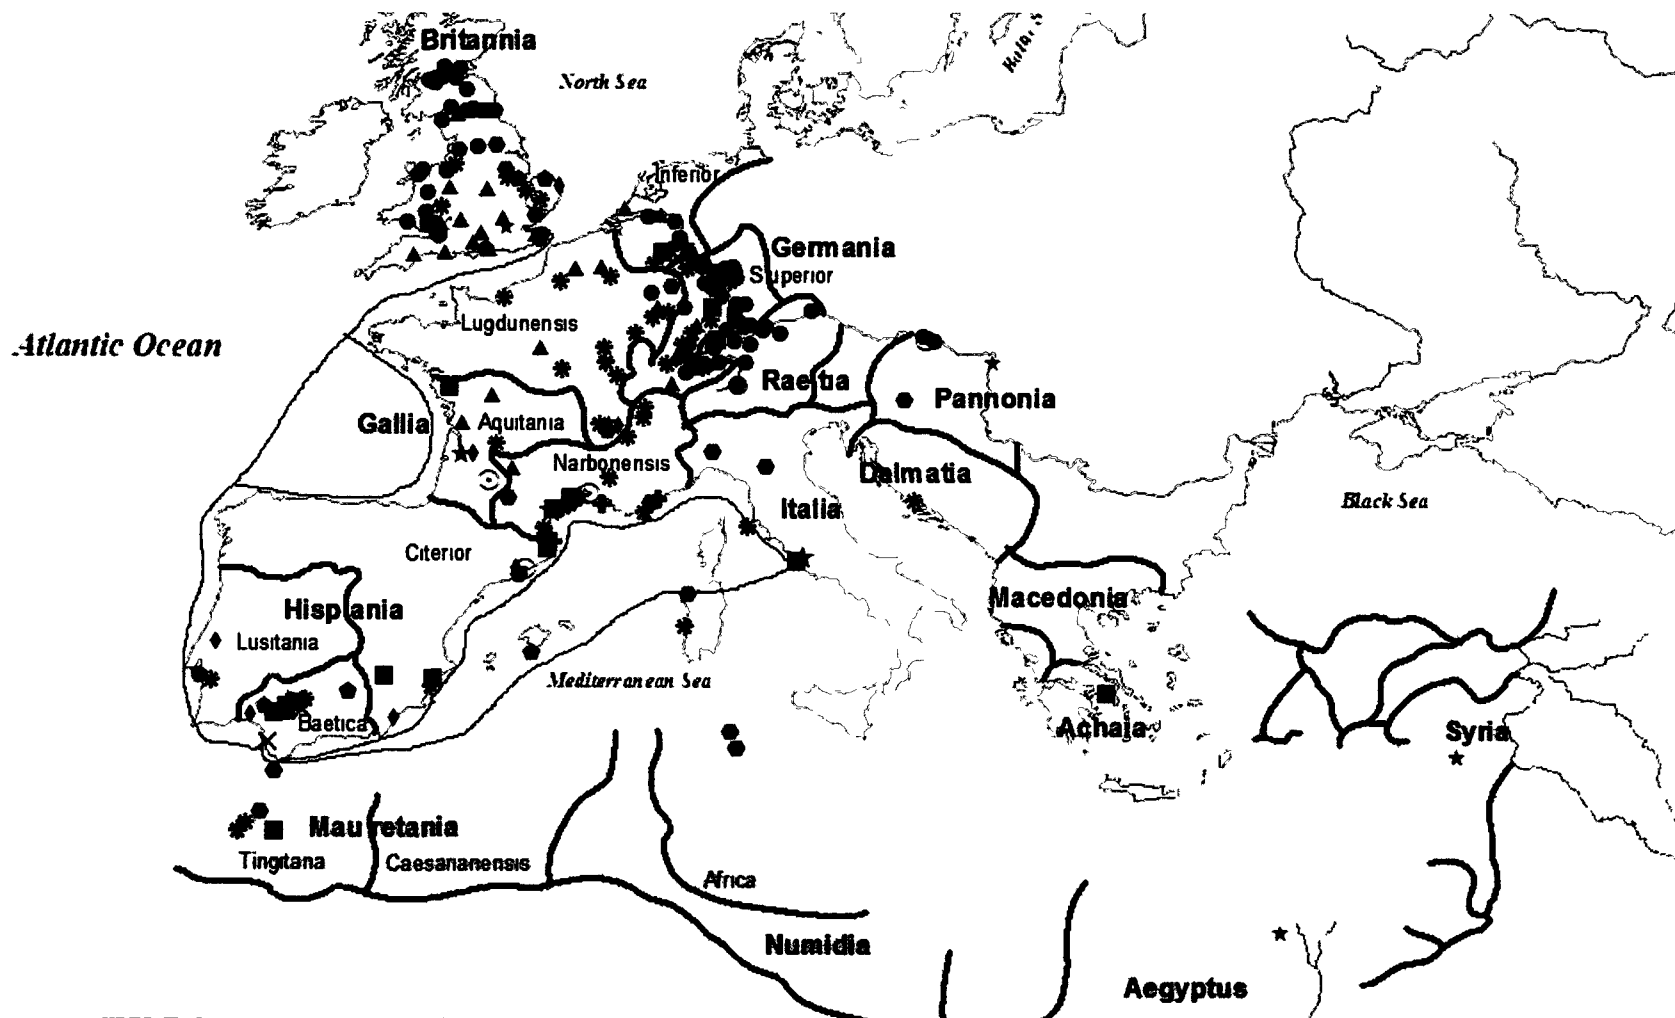 Britannia
North Sea
Inferior
Germania
Superior
Atlantic Ocean
Lugdunensis
Raetia
Pannonia
Gallia
Aquitania
Narbonensis
Dalmatia
Italia
Black Sea
Citerior
Macedonia
Hispania
Lusitania
Mediterranean Sea
Baetica
Achaia
Syria
Mauretania
Tingitana
Caesarianensis
Africa
Numidia
Aegyptus